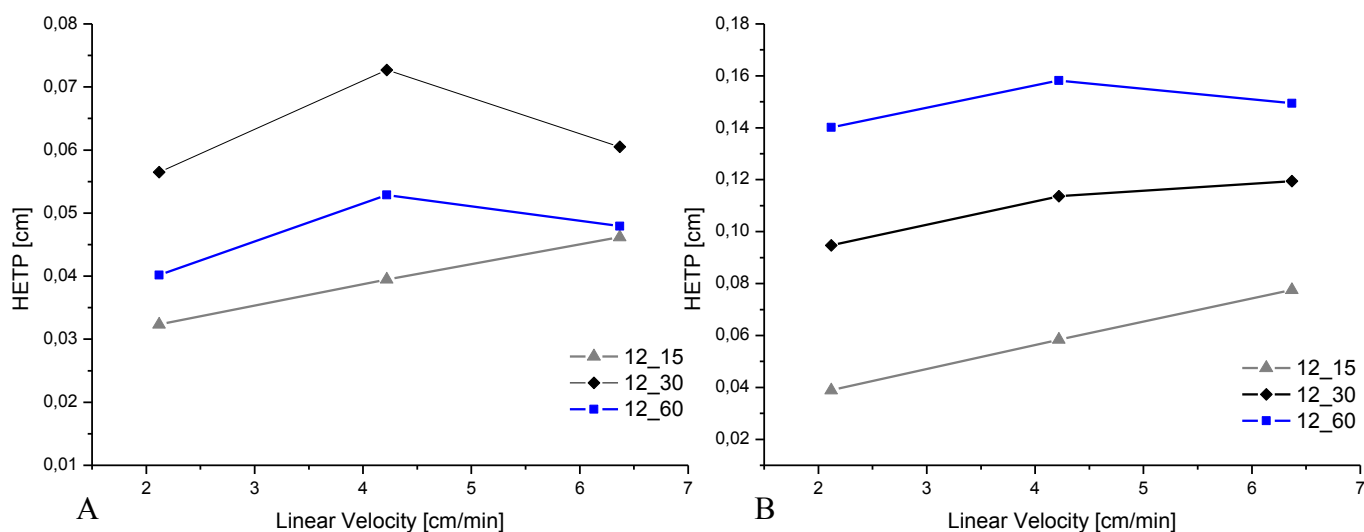 0,08
0,07
0,06
0,05
0,04
0,03
0,02
0,01
HETP [cm]
2 3 4 5 6 7
Linear Velocity [cm/min]
12_15
12_30
12_60
A
0,18
0,16
0,14
0,12
0,10
0,08
0,06
0,04
0,02
HETP [cm]
2 3 4 5 6 7
Linear Velocity [cm/min]
12_15
12_30
12_60
B